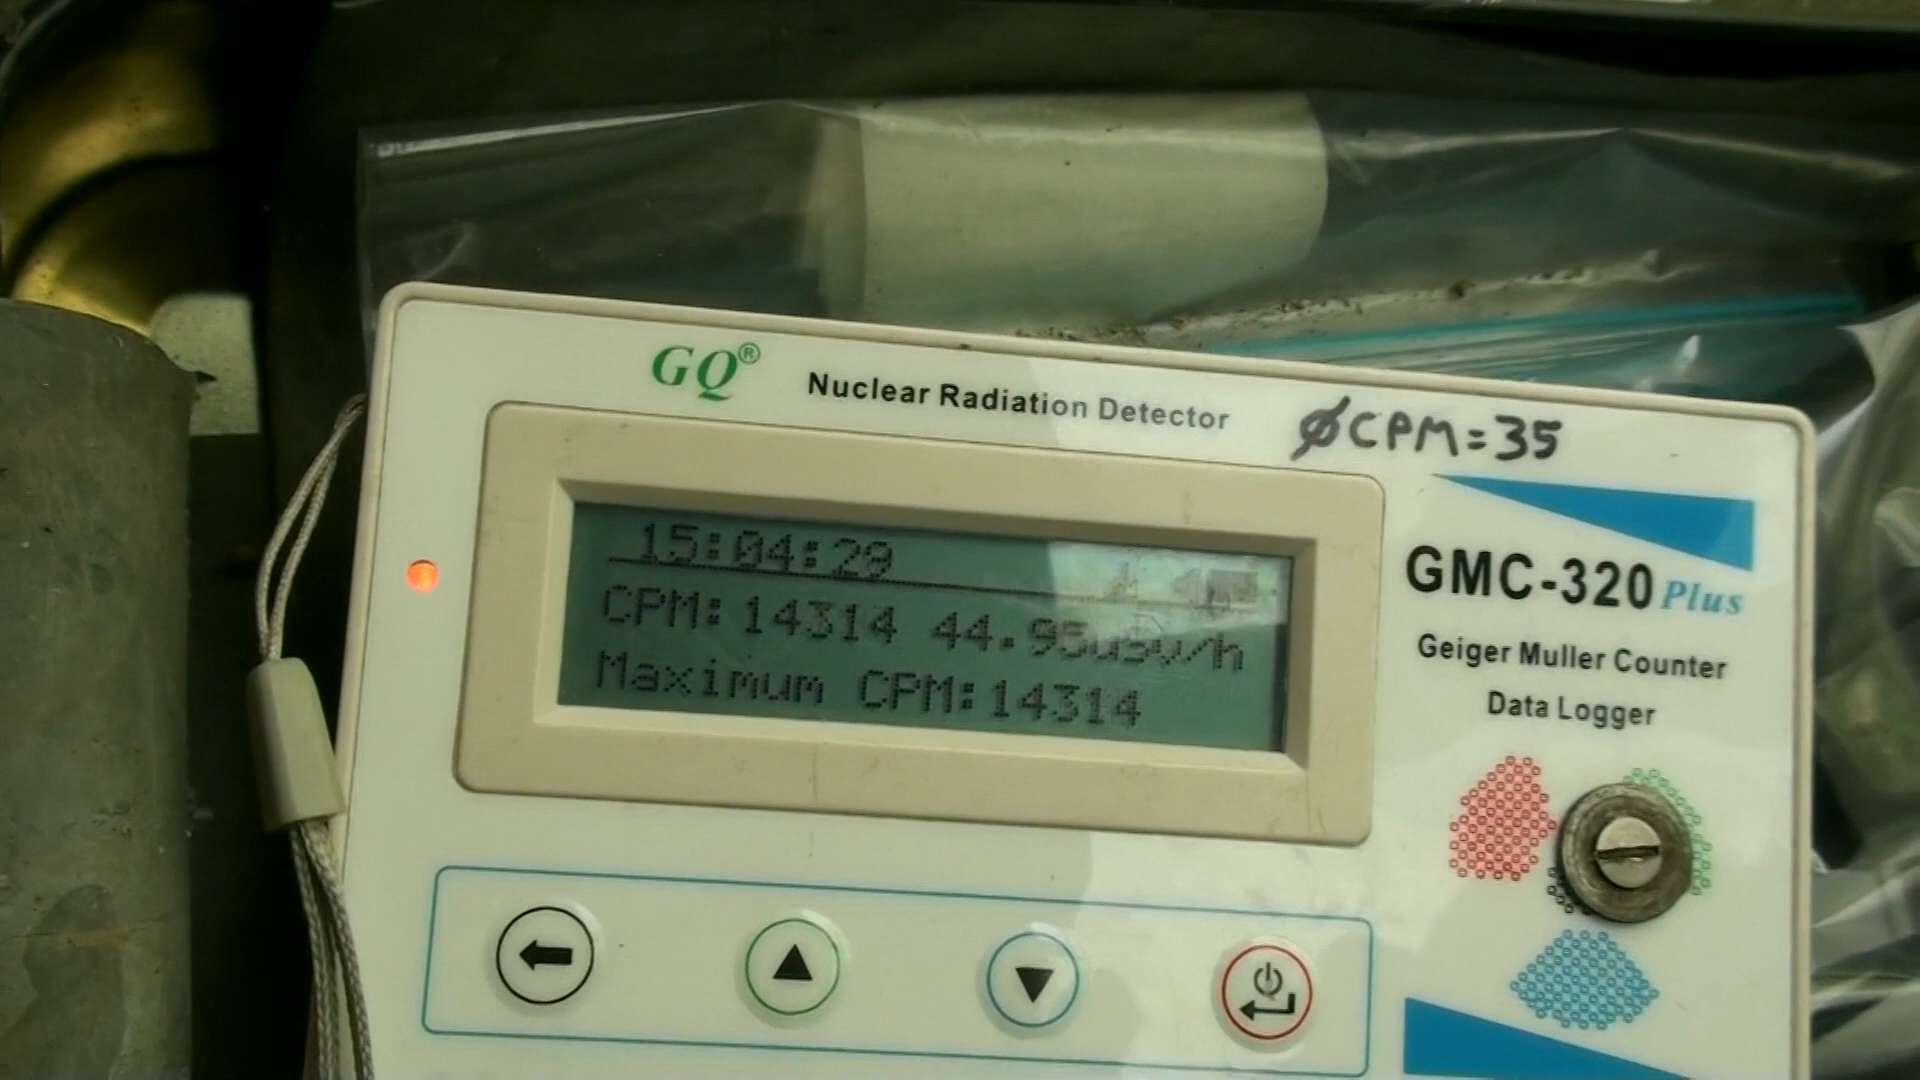 GQ®
Nuclear Radiation Detector
ØCPM=35
15:04:29
CPM:14314 44.95uSv/h
Maximum CPM:14314
GMC-320 Plus
Geiger Muller Counter
Data Logger